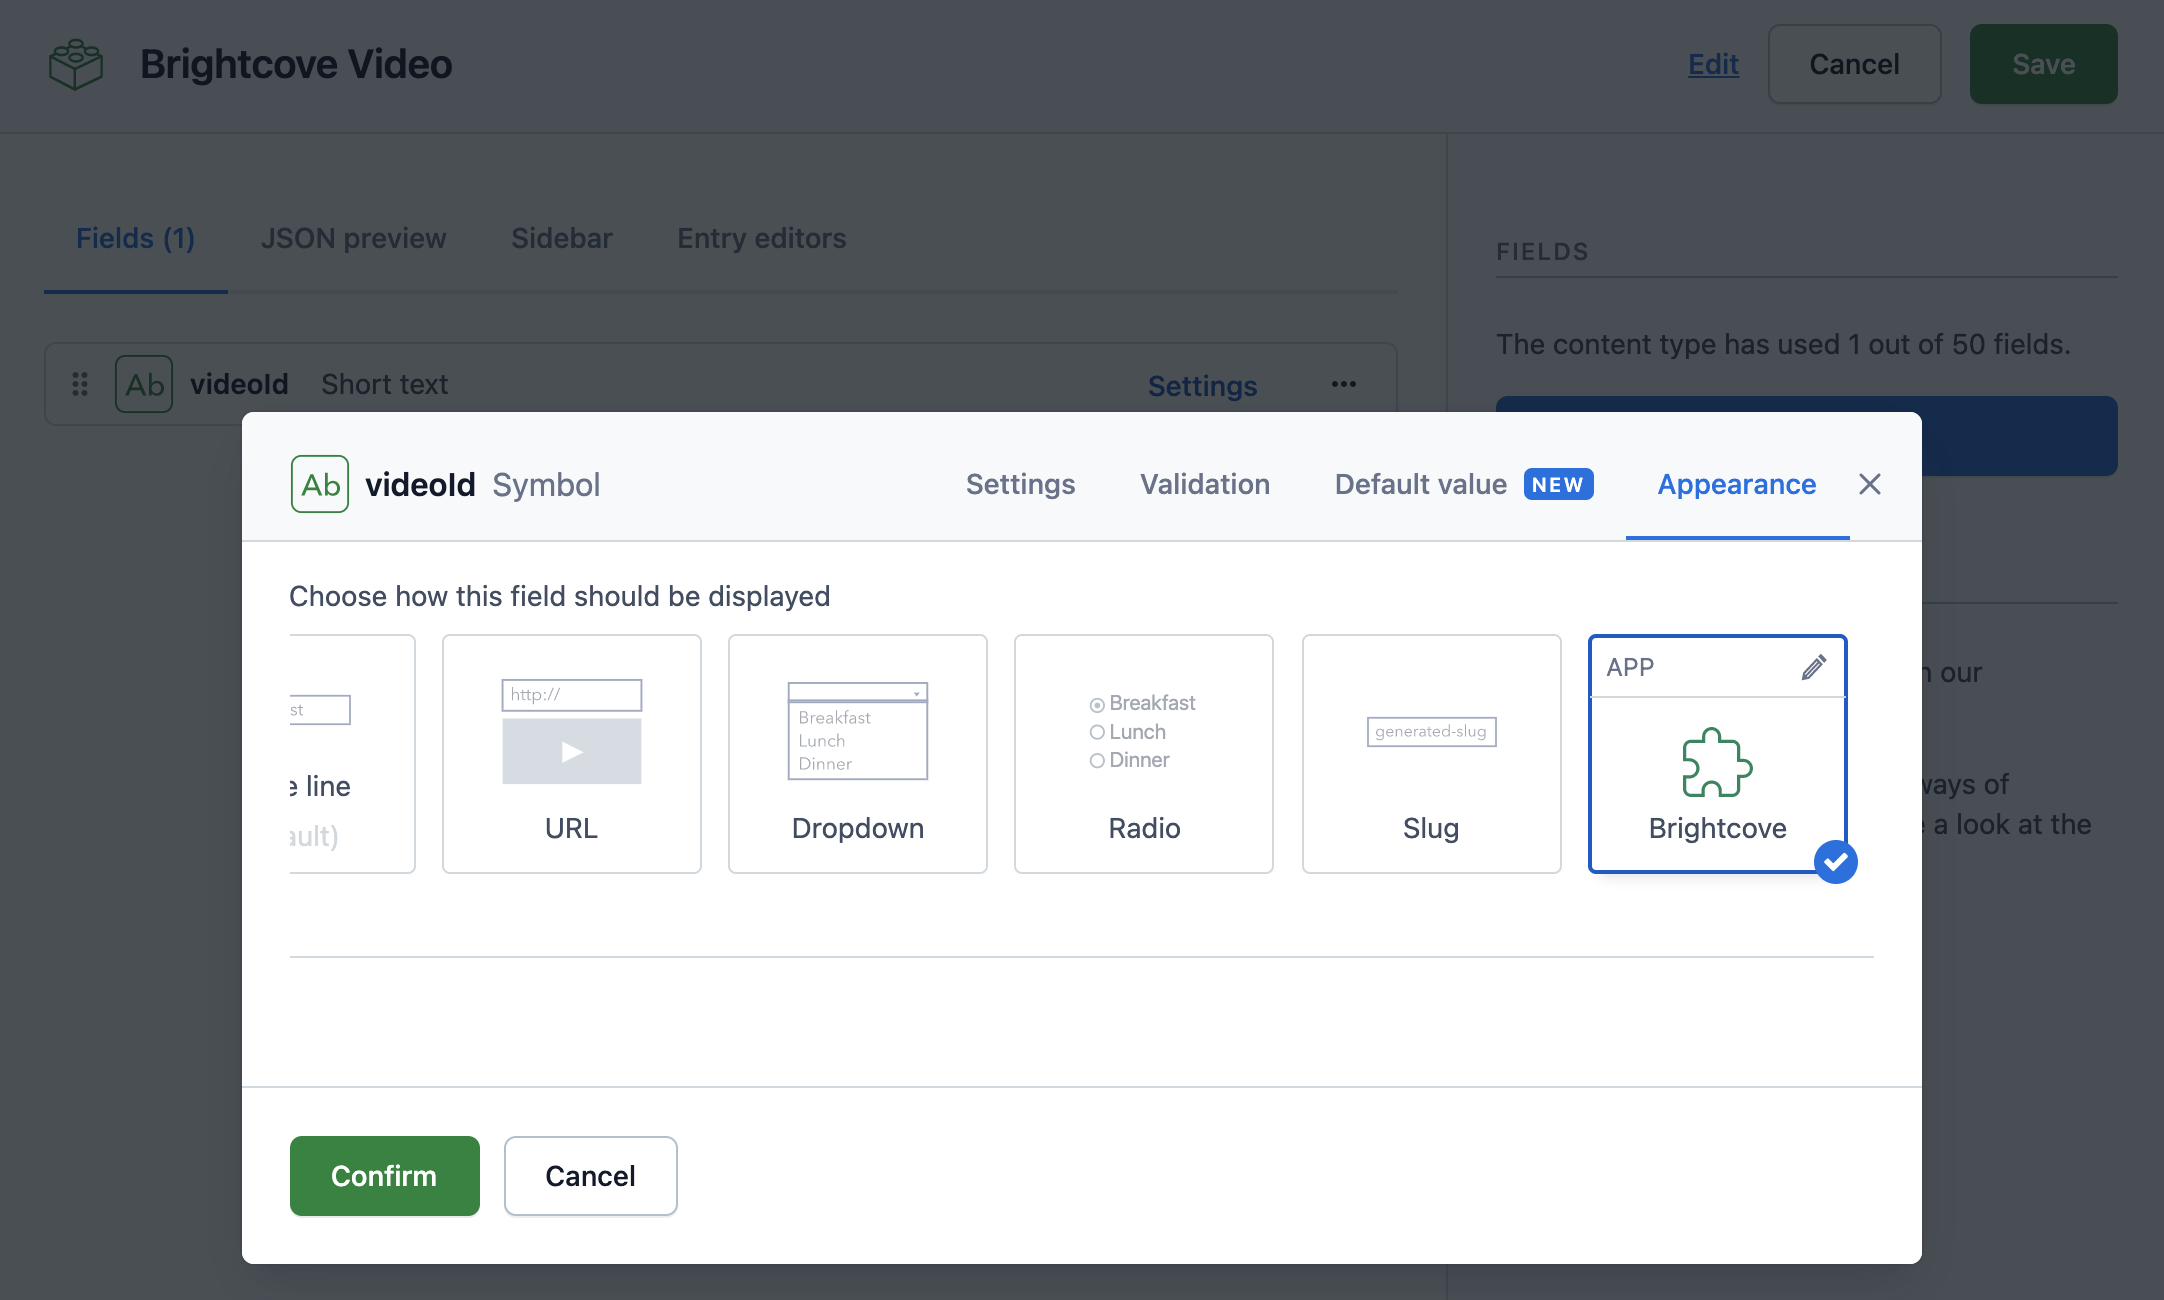 Brightcove Video
Edit
Cancel
Save
Fields (1)
JSON preview
Sidebar
Entry editors
FIELDS
The content type has used 1 out of 50 fields.
Ab
videoId
Short text
Settings
Ab
videoId
Symbol
Settings
Validation
Default value
NEW
Appearance
Choose how this field should be displayed
line
http://
URL
Breakfast
Lunch
Dinner
Dropdown
Breakfast
Lunch
Dinner
Radio
generated-slug
Slug
APP
Brightcove
our
of
a look at the
Confirm
Cancel